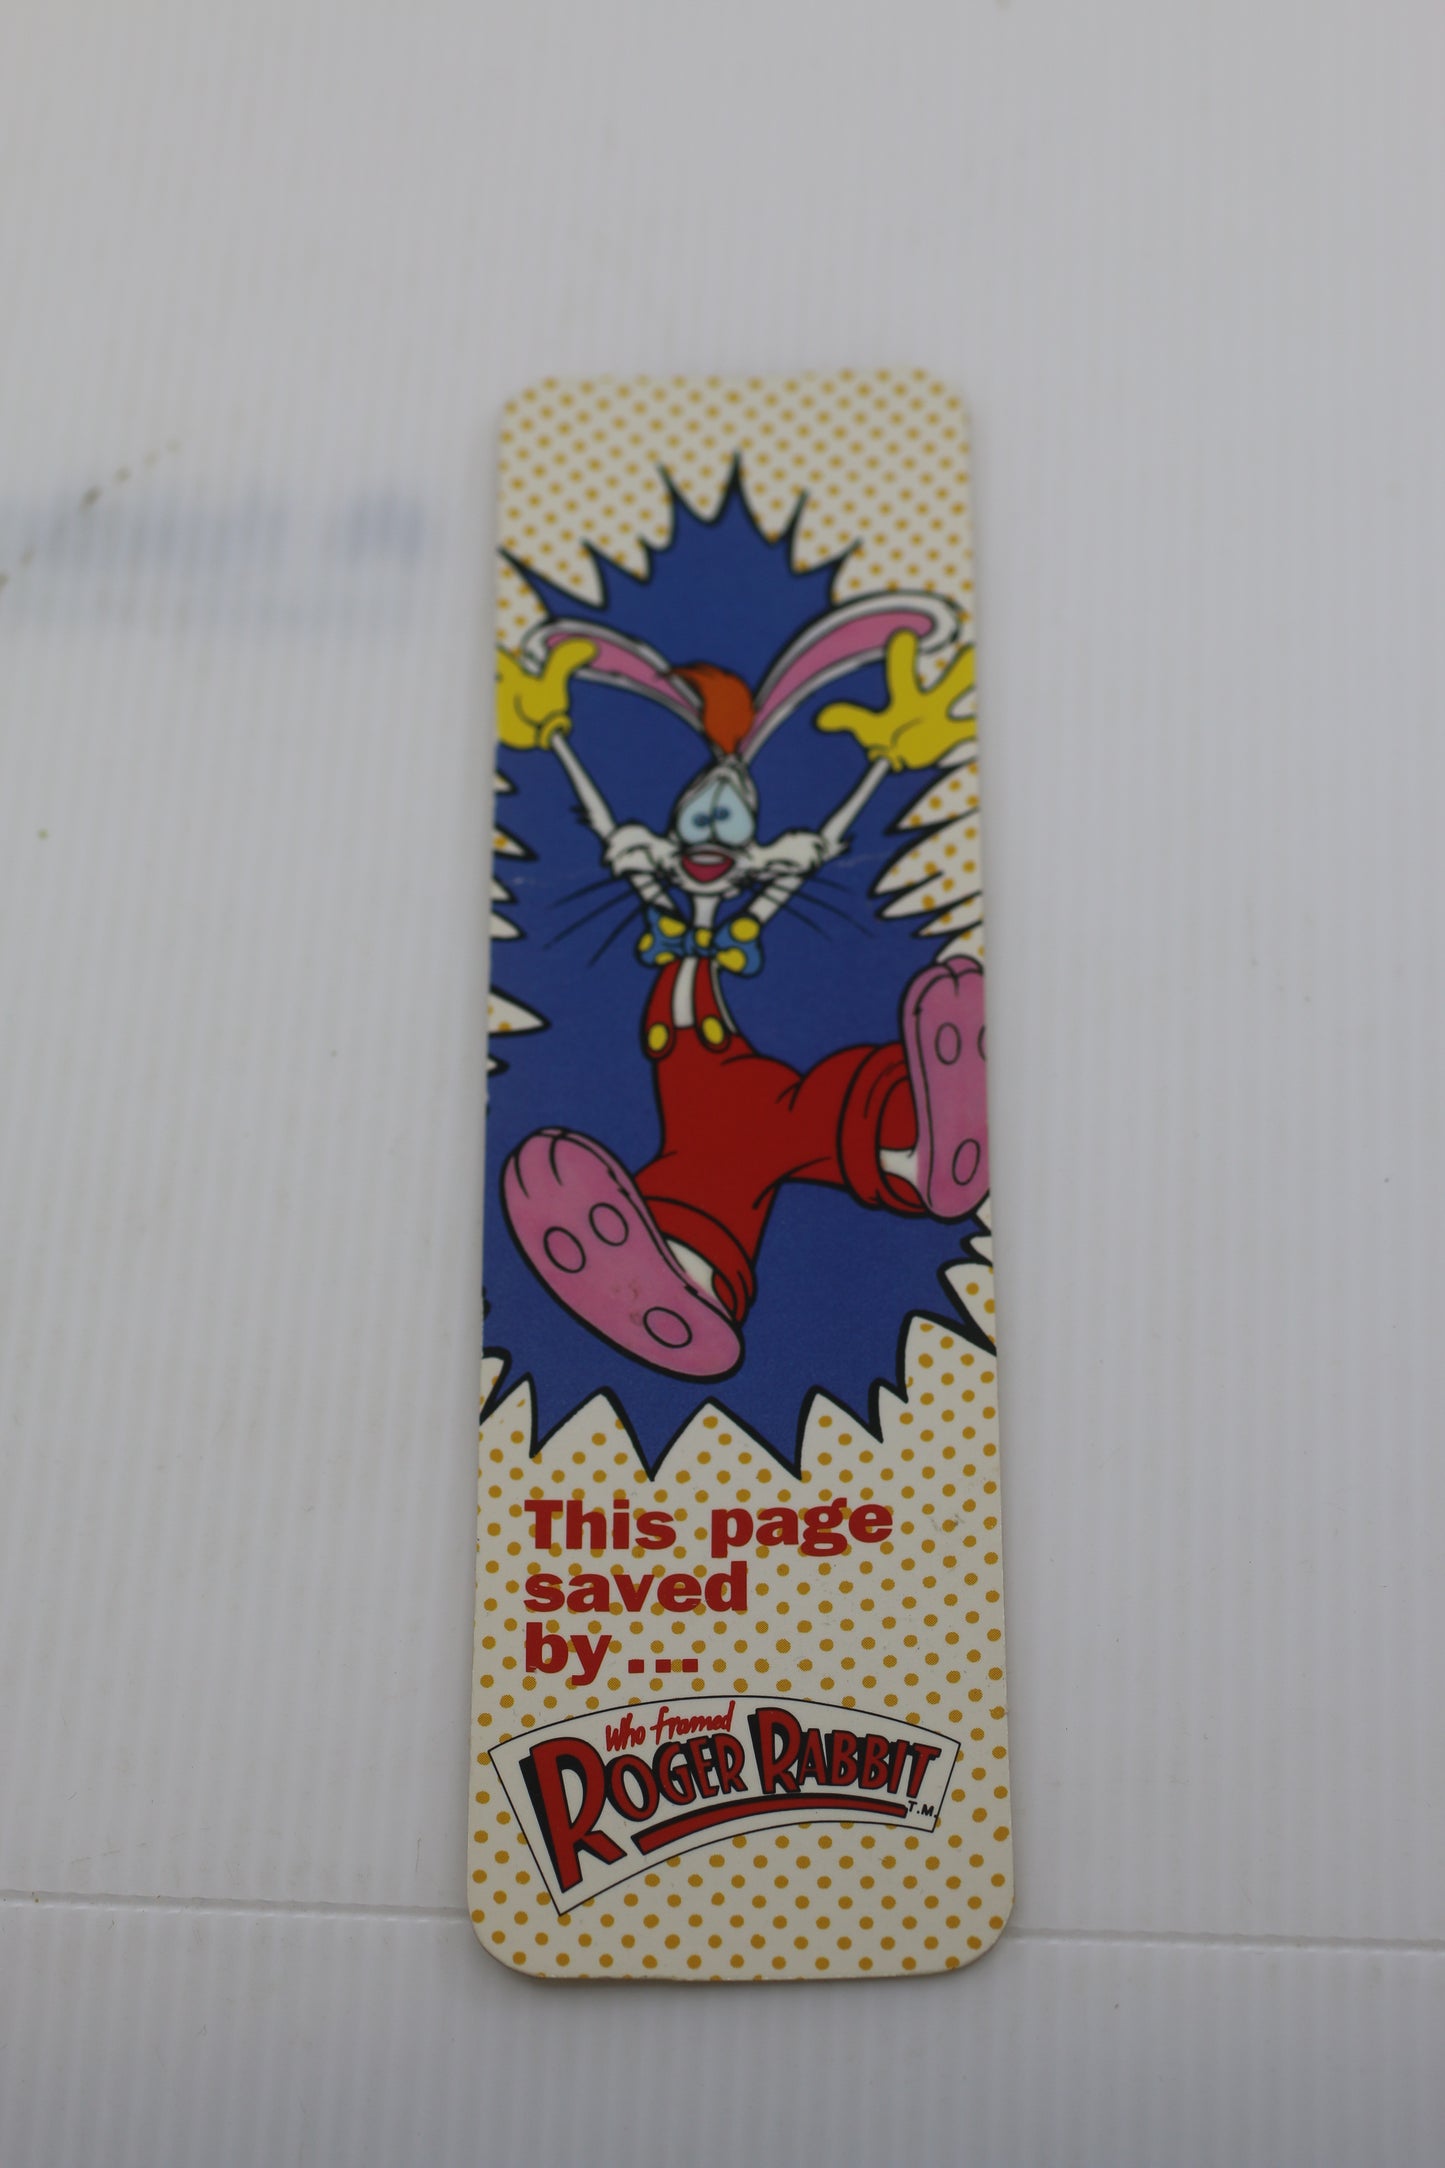 This page
saved
by...
Who framed
ROGER RABBIT
T.M.